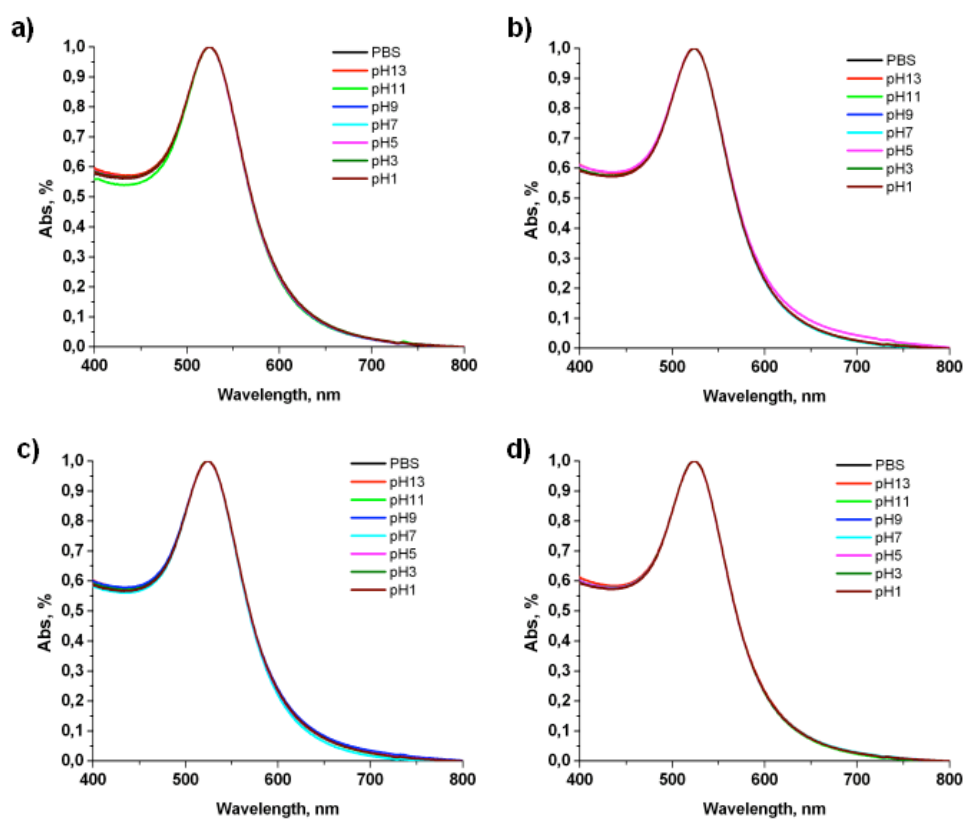 a)
1,0
0,9
0,8
0,7
0,6
0,5
0,4
0,3
0,2
0,1
0,0
Abs, %
400 500 600 700 800
Wavelength, nm
PBS
pH13
pH11
pH9
pH7
pH5
pH3
pH1
b)
1,0
0,9
0,8
0,7
0,6
0,5
0,4
0,3
0,2
0,1
0,0
Abs, %
400 500 600 700 800
Wavelength, nm
PBS
pH13
pH11
pH9
pH7
pH5
pH3
pH1
c)
1,0
0,9
0,8
0,7
0,6
0,5
0,4
0,3
0,2
0,1
0,0
Abs, %
400 500 600 700 800
Wavelength, nm
PBS
pH13
pH11
pH9
pH7
pH5
pH3
pH1
d)
1,0
0,9
0,8
0,7
0,6
0,5
0,4
0,3
0,2
0,1
0,0
Abs, %
400 500 600 700 800
Wavelength, nm
PBS
pH13
pH11
pH9
pH7
pH5
pH3
pH1